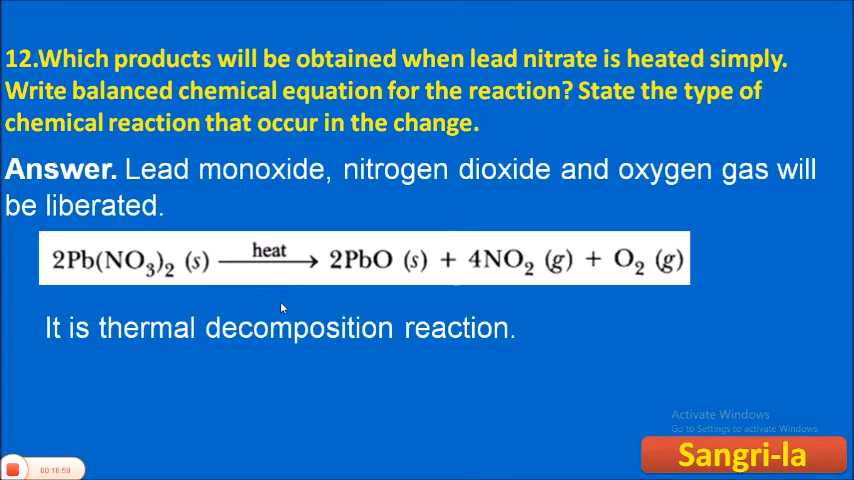 12.Which products will be obtained when lead nitrate is heated simply.
Write balanced chemical equation for the reaction? State the type of
chemical reaction that occur in the change.
Answer. Lead monoxide, nitrogen dioxide and oxygen gas will
be liberated.
2Pb(NO₃)₂ (s) —heat→ 2PbO (s) + 4NO₂ (g) + O₂ (g)
It is thermal decomposition reaction.
Activate Windows
Go to Settings to activate Windows.
Sangri-la
00:16:59